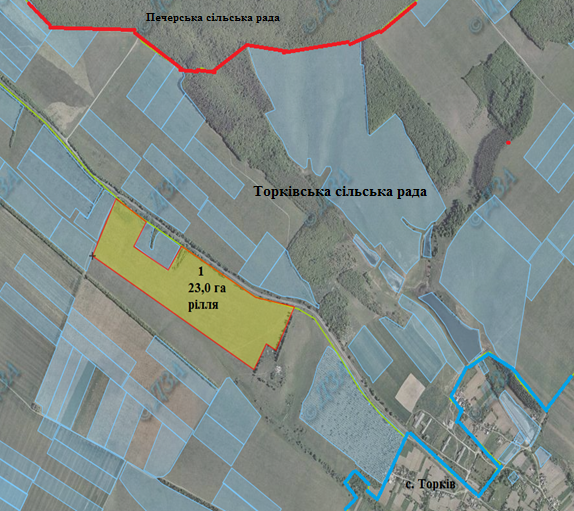 Печерська сільська рада
Торківська сільська рада
1
23,0 га
рілля
с. Торків